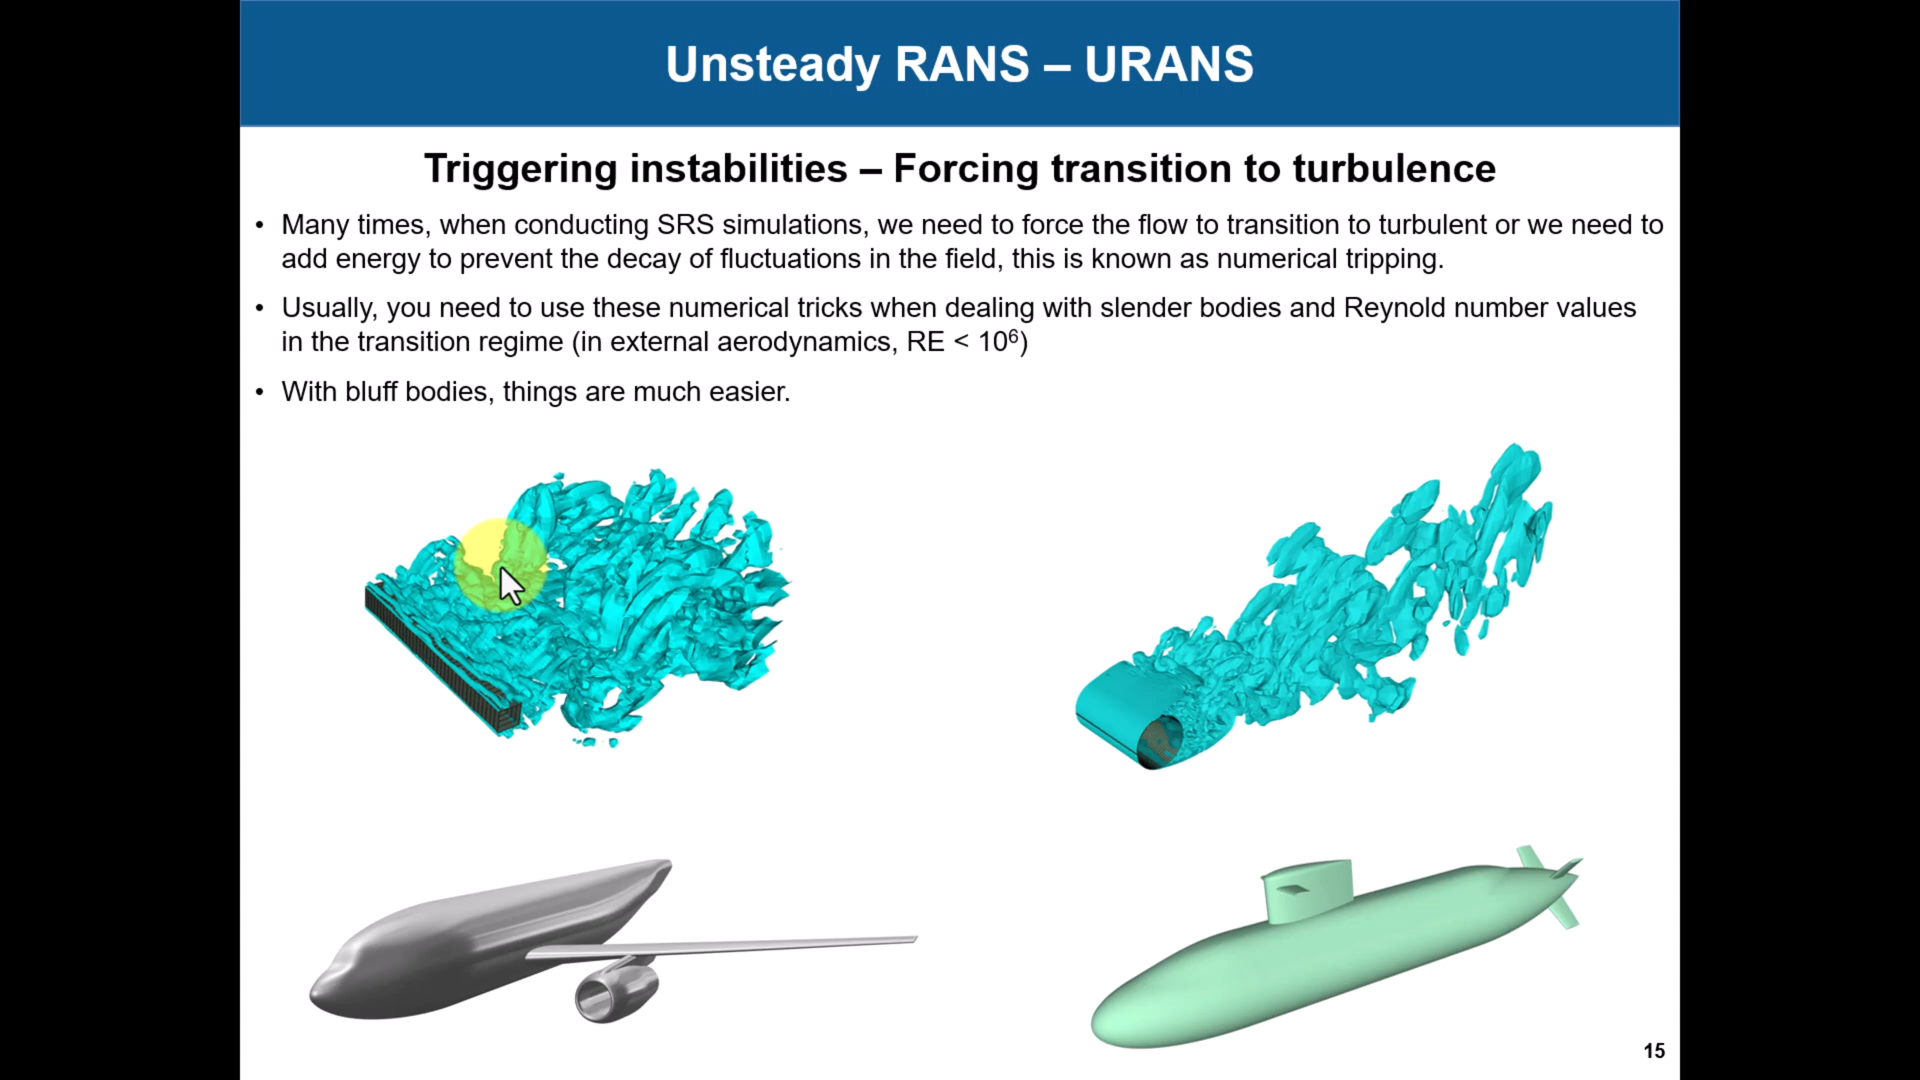 Unsteady RANS – URANS
Triggering instabilities – Forcing transition to turbulence
• Many times, when conducting SRS simulations, we need to force the flow to transition to turbulent or we need to
add energy to prevent the decay of fluctuations in the field, this is known as numerical tripping.
• Usually, you need to use these numerical tricks when dealing with slender bodies and Reynold number values
in the transition regime (in external aerodynamics, RE < 10⁶)
• With bluff bodies, things are much easier.
15